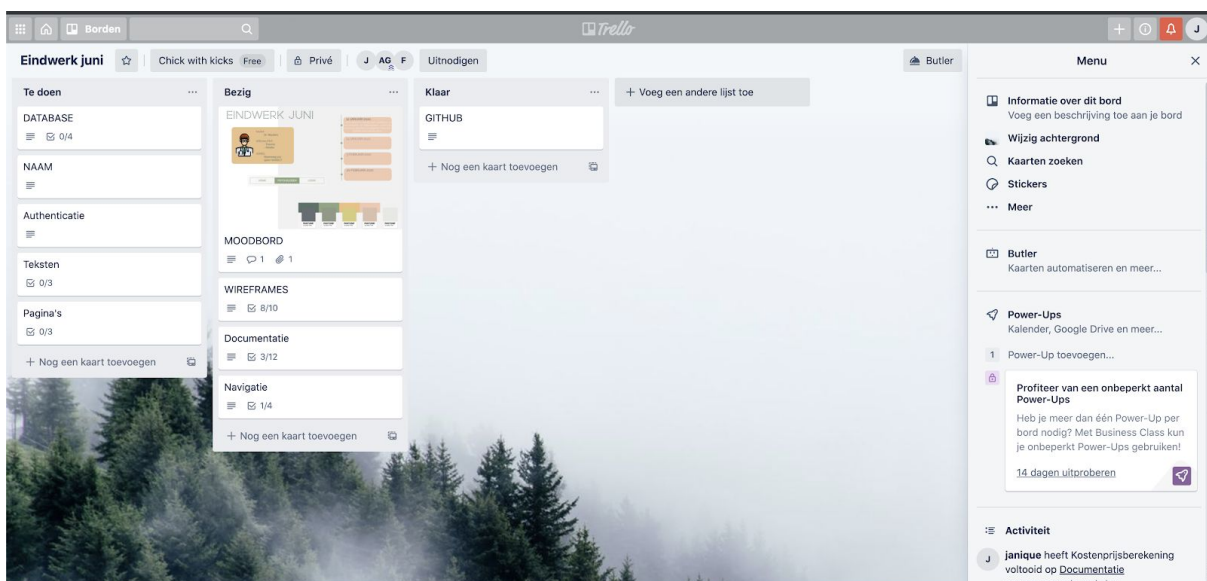 Borden
Trello
J
Eindwerk juni
Chick with kicks Free
Privé
J AG F
Uitnodigen
Butler
Te doen
DATABASE
0/4
NAAM
Authenticatie
Teksten
0/3
Pagina's
0/3
+ Nog een kaart toevoegen
Bezig
EINDWERK JUNI
MOODBORD
1 1
WIREFRAMES
8/10
Documentatie
3/12
Navigatie
1/4
+ Nog een kaart toevoegen
Klaar
GITHUB
+ Nog een kaart toevoegen
+ Voeg een andere lijst toe
Menu
Informatie over dit bord
Voeg een beschrijving toe aan je bord
Wijzig achtergrond
Kaarten zoeken
Stickers
Meer
Butler
Kaarten automatiseren en meer...
Power-Ups
Kalender, Google Drive en meer...
1 Power-Up toevoegen...
Profiteer van een onbeperkt aantal
Power-Ups
Heb je meer dan één Power-Up per
bord nodig? Met Business Class kun
je onbeperkt Power-Ups gebruiken!
14 dagen uitproberen
Activiteit
J janique heeft Kostenprijsberekening
voltooid op Documentatie